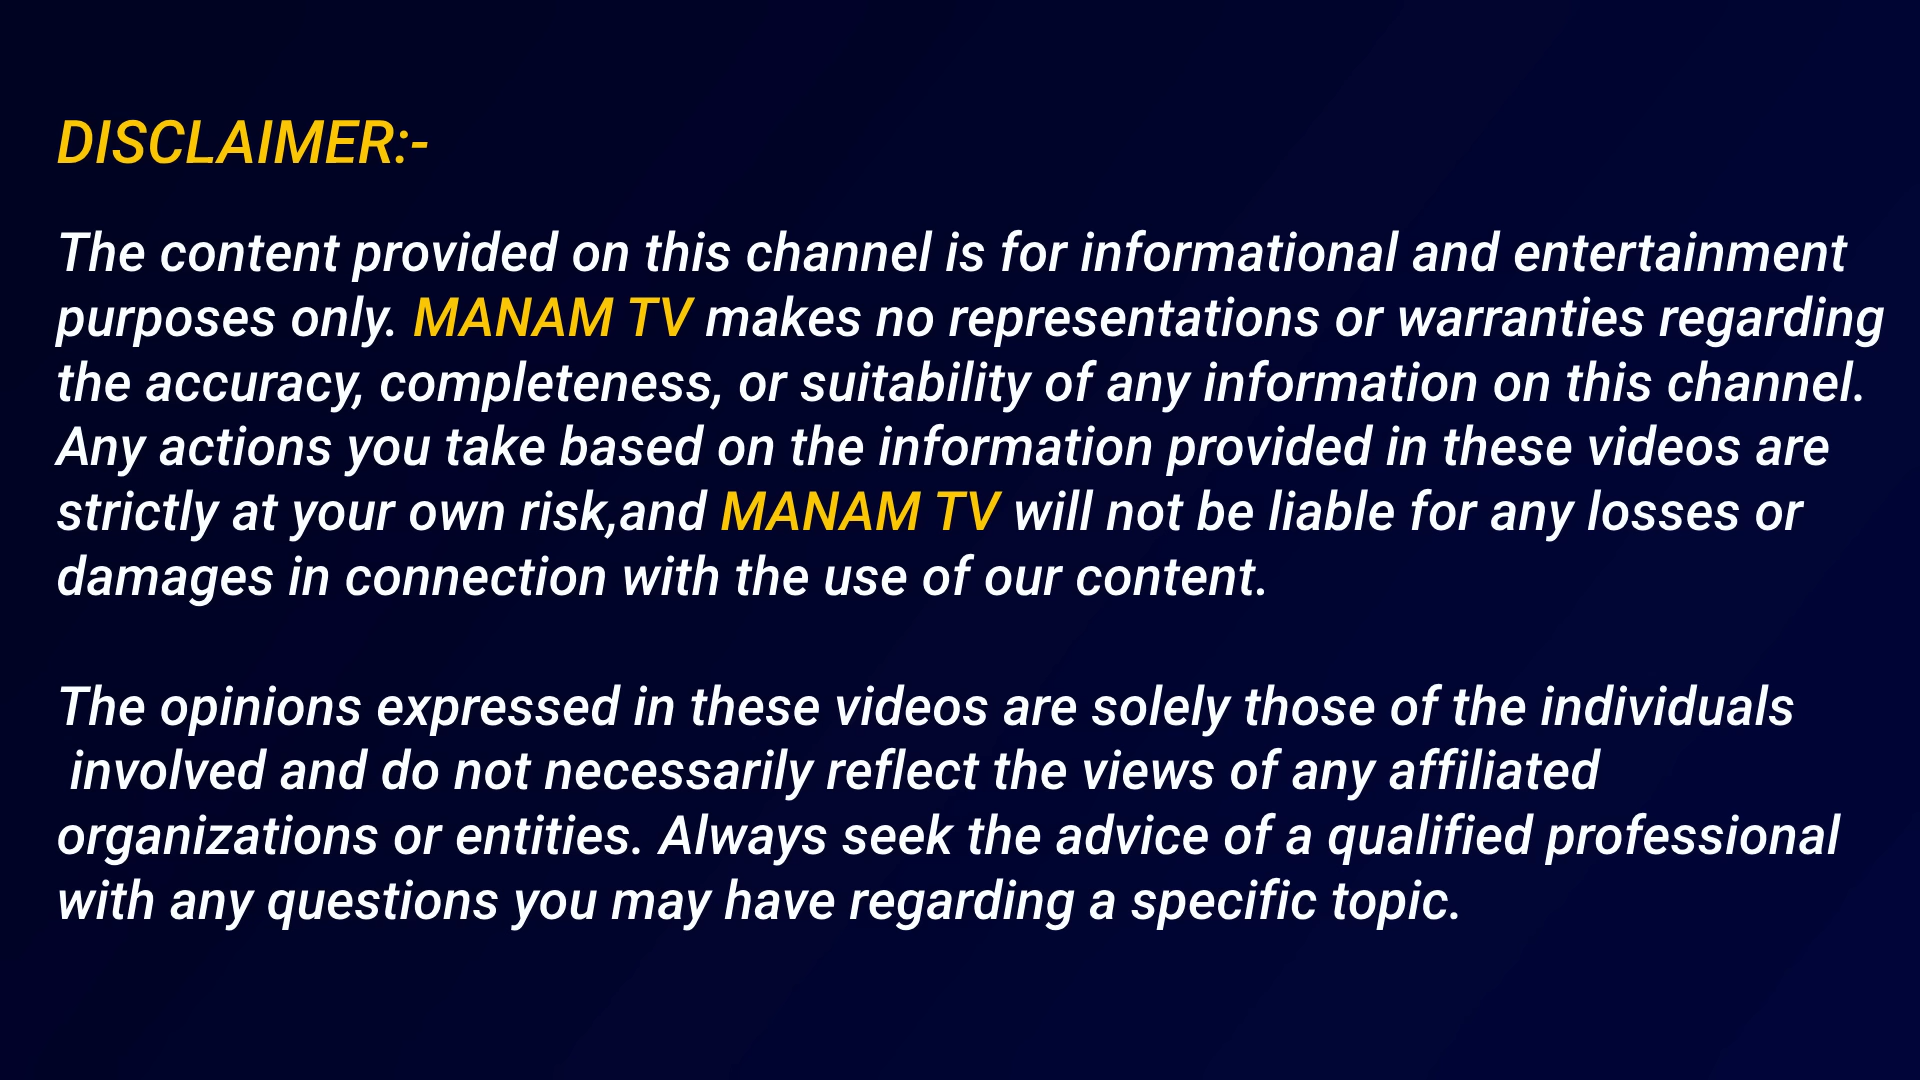 DISCLAIMER:-
The content provided on this channel is for informational and entertainment
purposes only. MANAM TV makes no representations or warranties regarding
the accuracy, completeness, or suitability of any information on this channel.
Any actions you take based on the information provided in these videos are
strictly at your own risk,and MANAM TV will not be liable for any losses or
damages in connection with the use of our content.
The opinions expressed in these videos are solely those of the individuals
involved and do not necessarily reflect the views of any affiliated
organizations or entities. Always seek the advice of a qualified professional
with any questions you may have regarding a specific topic.